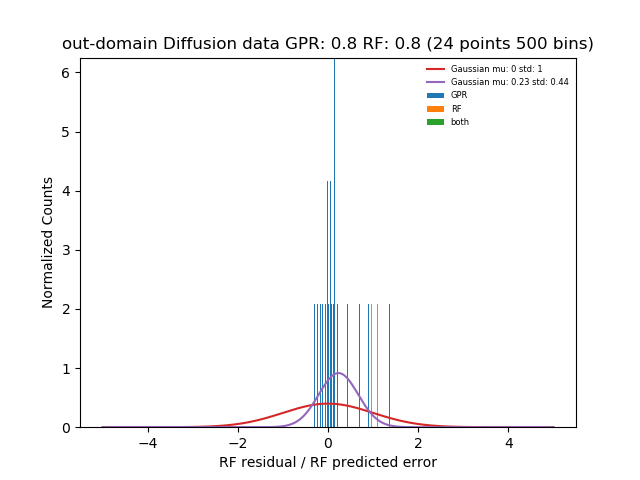 out-domain Diffusion data GPR: 0.8 RF: 0.8 (24 points 500 bins)
Gaussian mu: 0 std: 1
Gaussian mu: 0.23 std: 0.44
GPR
RF
both
Normalized Counts
6
5
4
3
2
1
0
−4
−2
0
2
4
RF residual / RF predicted error